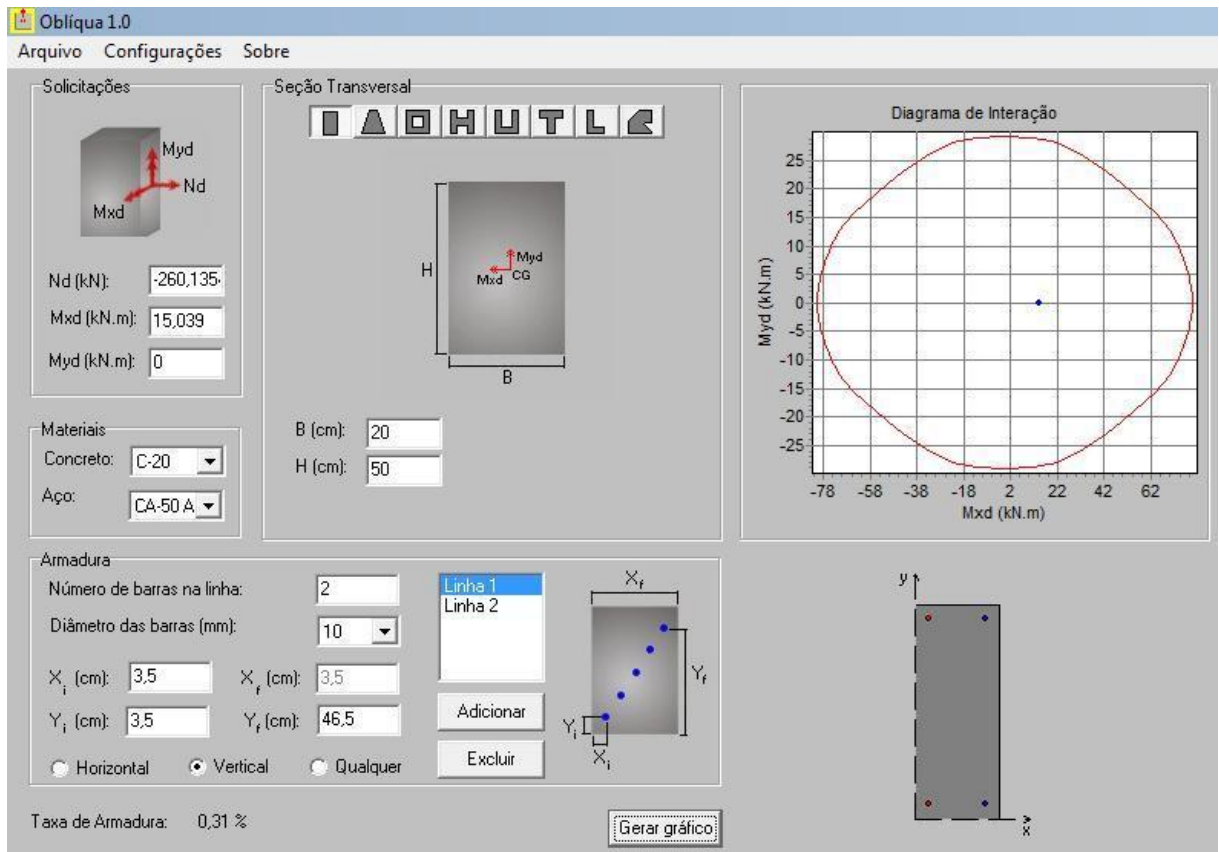 Oblíqua 1.0
Arquivo Configurações Sobre
Solicitações
Myd
Nd
Mxd
Nd (kN): -260,135
Mxd (kN.m): 15,039
Myd (kN.m): 0
Seção Transversal
H
Myd
Mxd CG
B
B (cm): 20
H (cm): 50
Materiais
Concreto: C-20
Aço: CA-50 A
Diagrama de Interação
Myd (kN.m)
25
20
15
10
5
0
-5
-10
-15
-20
-25
-78 -58 -38 -18 2 22 42 62
Mxd (kN.m)
Armadura
Número de barras na linha: 2
Diâmetro das barras (mm): 10
Xi (cm): 3,5 Xf (cm): 3,5
Yi (cm): 3,5 Yf (cm): 46,5
Horizontal Vertical Qualquer
Linha 1
Linha 2
Adicionar
Excluir
Xf
Yf
Yi
Xi
Taxa de Armadura: 0,31 %
Gerar gráfico
y
x